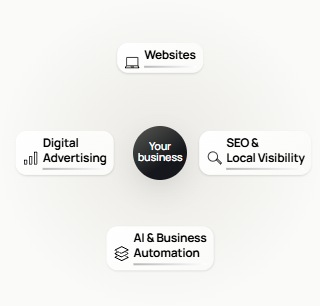 Websites
Digital
Advertising
Your
business
SEO &
Local Visibility
AI & Business
Automation